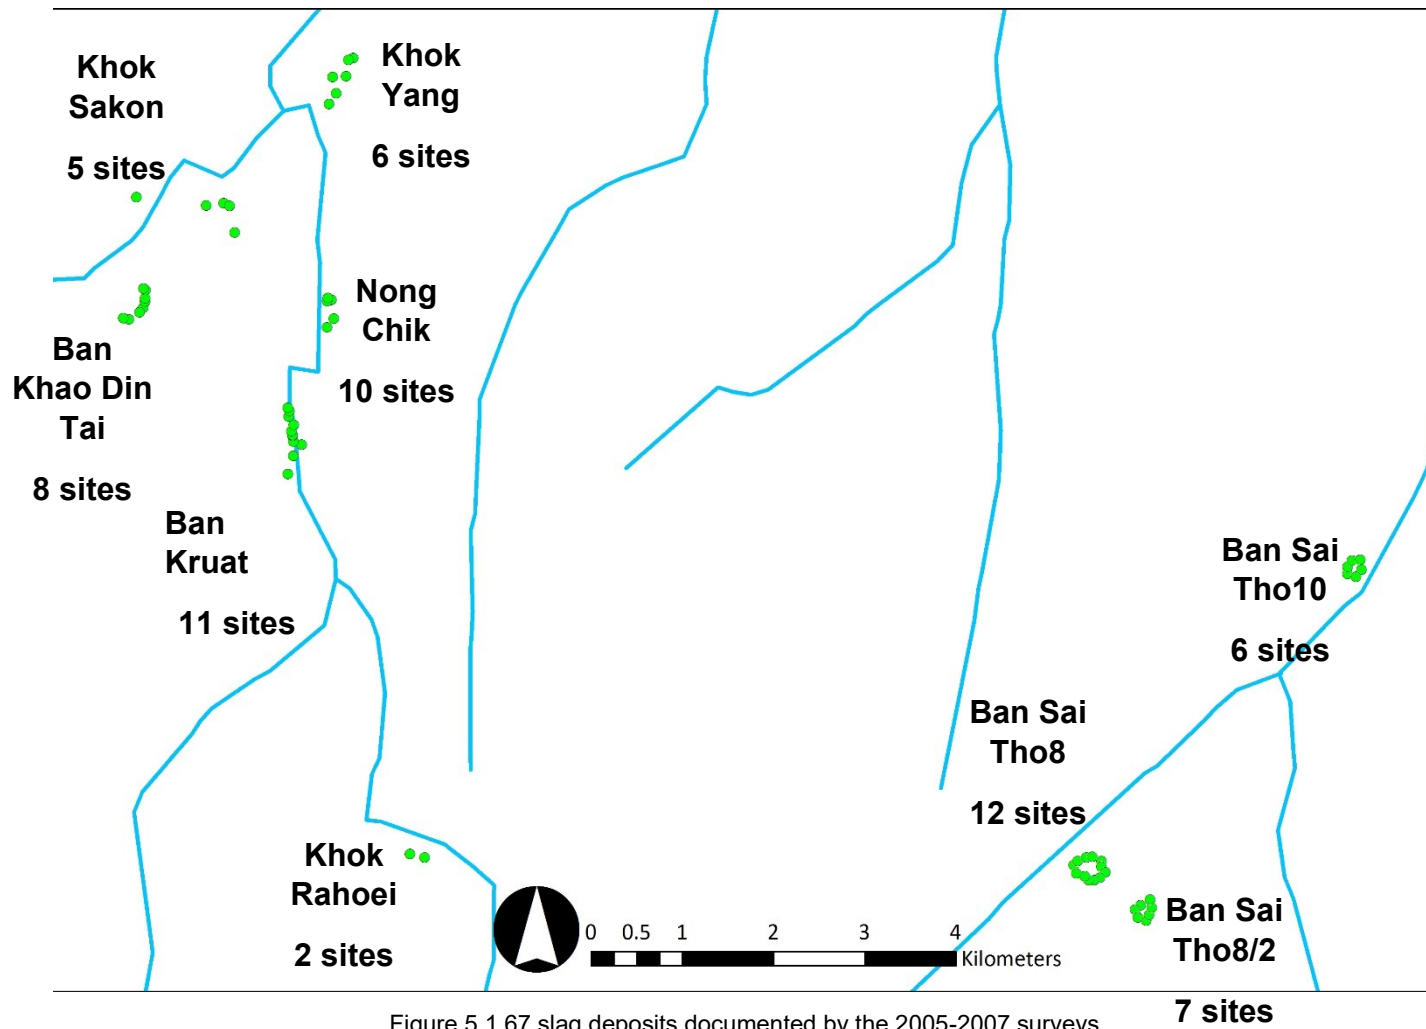 Khok
Sakon
5 sites
Khok
Yang
6 sites
Nong
Chik
10 sites
Ban
Khao Din
Tai
8 sites
Ban
Kruat
11 sites
Ban Sai
Tho10
6 sites
Ban Sai
Tho8
12 sites
Khok
Rahoei
2 sites
Ban Sai
Tho8/2
7 sites
0 0.5 1 2 3 4
Kilometers
Figure 5.1.67 slag deposits documented by the 2005-2007 surveys